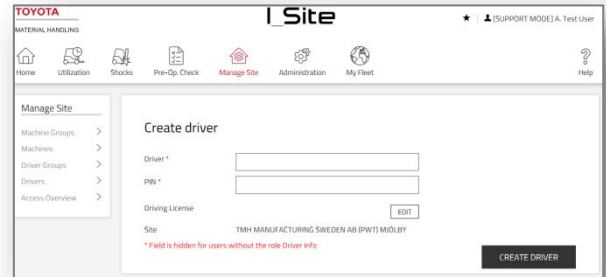 TOYOTA
MATERIAL HANDLING
I_Site
★ | [SUPPORT MODE] A. Test User
Home
Utilization
Shocks
Pre-Op. Check
Manage Site
Administration
My Fleet
?
Help
Manage Site
Machine Groups >
Machines >
Driver Groups >
Drivers >
Access Overview >
Create driver
Driver *
PIN *
Driving License
EDIT
Site TMH MANUFACTURING SWEDEN AB (PWT) MJÖLBY
* Field is hidden for users without the role Driver Info
CREATE DRIVER